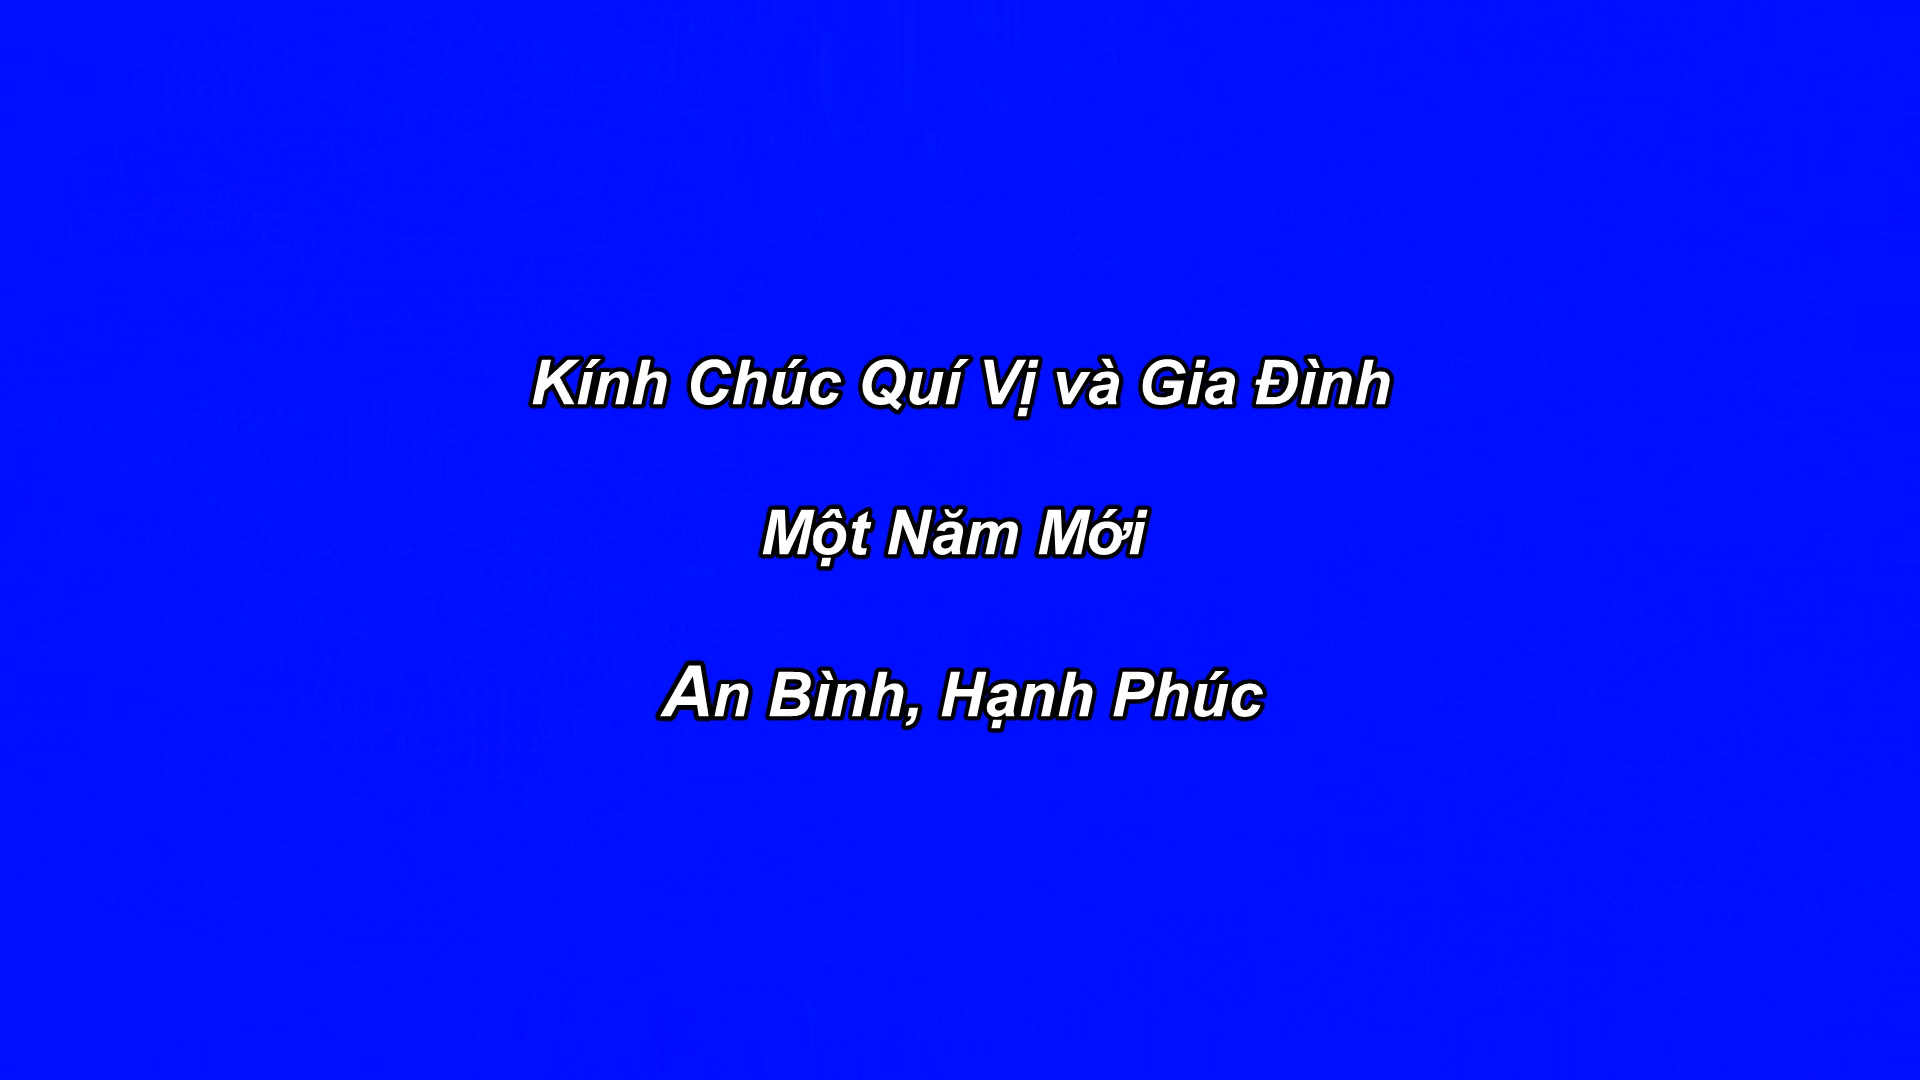 Kính Chúc Quí Vị và Gia Đình
Một Năm Mới
An Bình, Hạnh Phúc